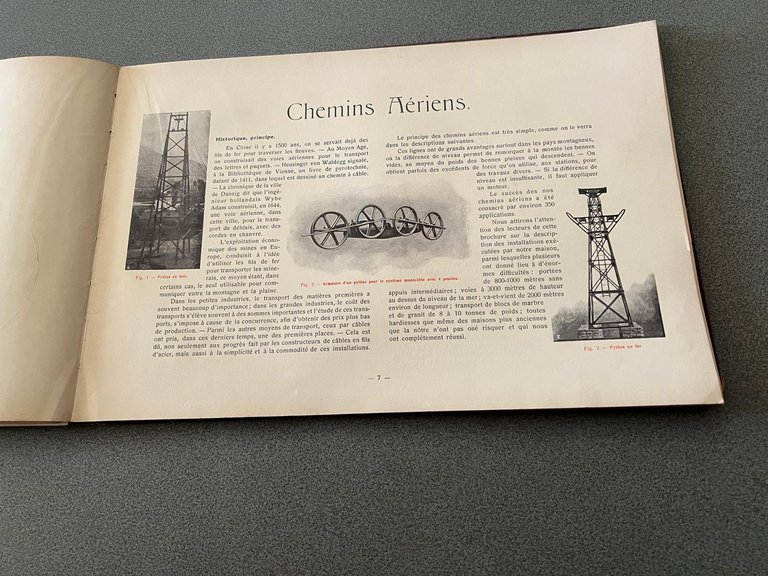 Chemins Aériens.
Historique, principe.
En Chine il y a 1500 ans, on se servait déjà des
fils de fer pour traverser les fleuves. — Au Moyen Age,
on construisait des voies aériennes pour le transport
des lettres et paquets. — Heusinger von Waldegg signale,
à la Bibliothèque de Vienne, un livre de pyrotechnie,
datant de 1411, dans lequel est dessiné un chemin à câble.
— La chronique de la ville
de Danzig dit que l'ingé-
nieur hollandais Wybe
Adam construisit, en 1644,
une voie aérienne, dans
cette ville, pour le trans-
port de déblais, avec des
cordes en chanvre.
L'exploitation écono-
mique des mines en Eu-
rope, conduisit à l'idée
d'utiliser les fils de fer
pour transporter les mine-
rais, ce moyen étant, dans
certains cas, le seul utilisable pour com-
muniquer entre la montagne et la plaine.
Dans les petites industries, le transport des matières premières a
souvent beaucoup d'importance; dans les grandes industries, le coût des
transports s'élève souvent à des sommes importantes et l'étude de ces trans-
ports, s'impose à cause de la concurrence, afin d'obtenir des prix plus bas
de production. — Parmi les autres moyens de transport, ceux par câbles
ont pris, dans ces derniers temps, une des premières places. — Cela est
dû, non seulement aux progrès fait par les constructeurs de câbles en fils
d'acier, mais aussi à la simplicité et à la commodité de ces installations.
Fig. 1 — Pylône en bois.
Fig. 3 — Armature d'un pylône pour le système monocable avec 4 poulies.
Le principe des chemins aériens est très simple, comme on le verra
dans les descriptions suivantes.
Ces lignes ont de grands avantages surtout dans les pays montagneux,
où la différence de niveau permet de remorquer à la montée les bennes
vides, au moyen du poids des bennes pleines qui descendent. — On
obtient parfois des excédents de force qu'on utilise, aux stations, pour
des travaux divers. — Si la différence de
niveau est insuffisante, il faut appliquer
un moteur.
Le succès des nos
chemins aériens a été
consacré par environ 350
applications.
Nous attirons l'atten-
tion des lecteurs de cette
brochure sur la descrip-
tion des installations exé-
cutées par notre maison,
parmi lesquelles plusieurs
ont donné lieu à d'énor-
mes difficultés : portées
de 800-1000 mètres sans
appuis intermédiaires; voies à 3000 mètres de hauteur
au dessus du niveau de la mer; va-et-vient de 2000 mètres
environ de longueur; transport de blocs de marbre
et de granit de 8 à 10 tonnes de poids; toutes
hardiesses que même des maisons plus anciennes
que la nôtre n'ont pas osé risquer et qui nous
ont complètement réussi.
Fig. 2 — Pylône en fer.
— 7 —